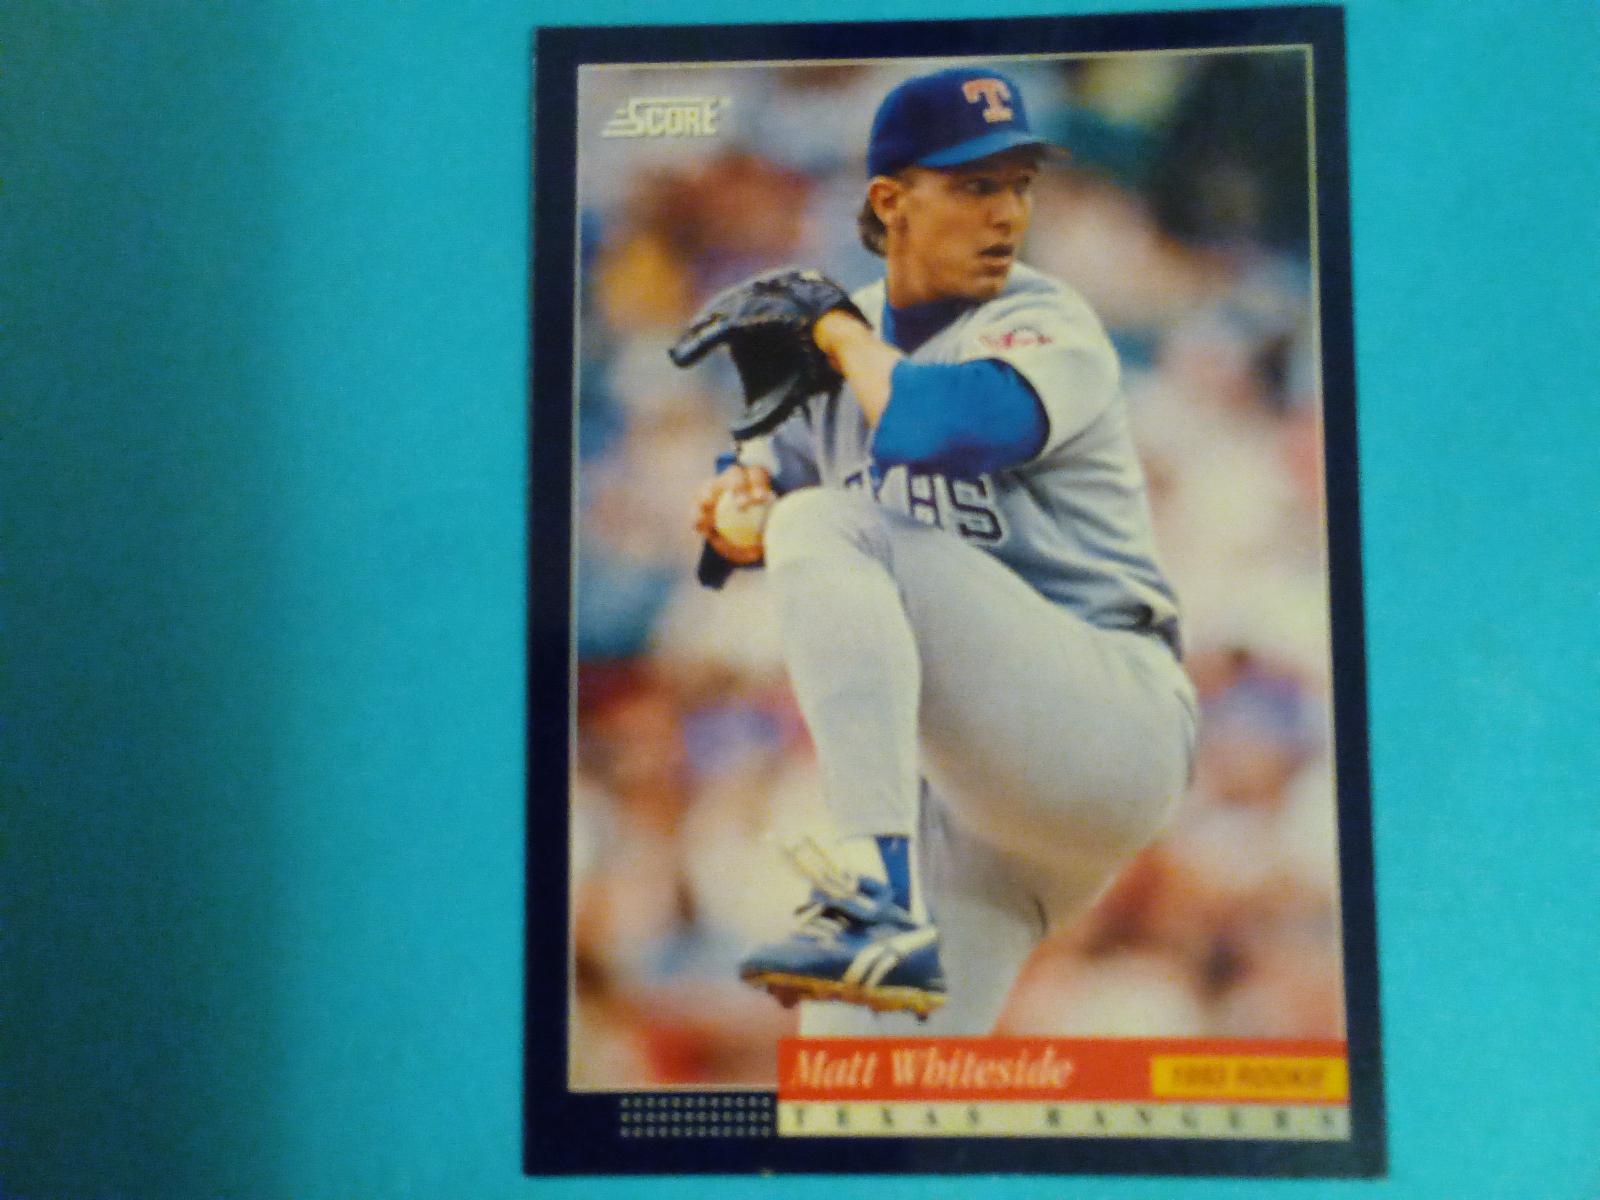 SCORE
T
Matt Whiteside
1993 ROOKIE
TEXAS RANGERS